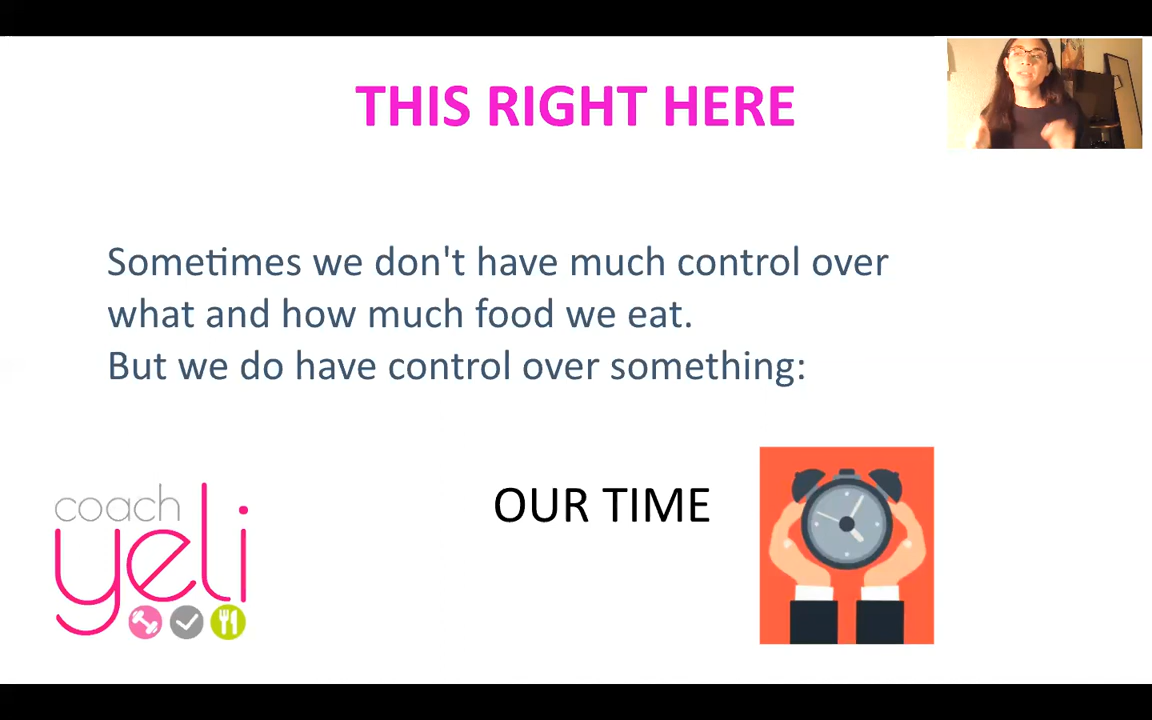 THIS RIGHT HERE
Sometimes we don't have much control over
what and how much food we eat.
But we do have control over something:
OUR TIME
coach
yeli